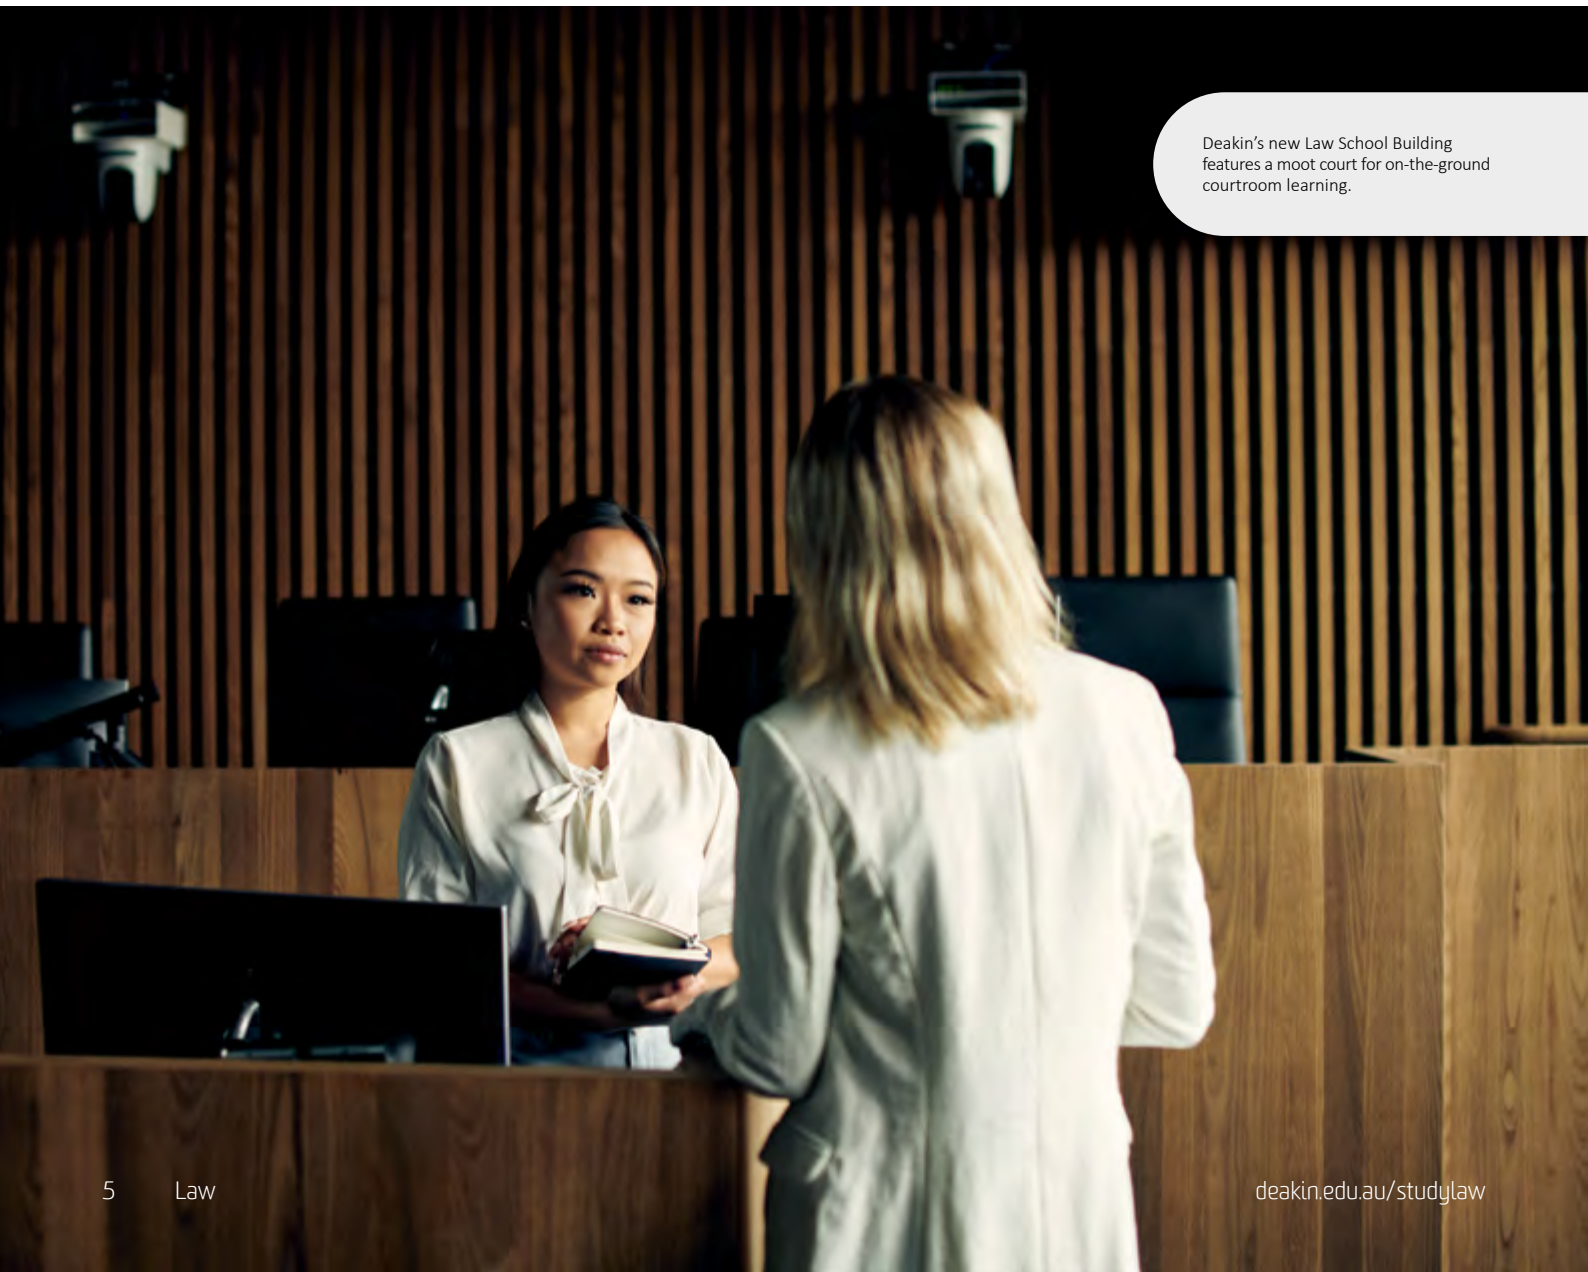 Deakin’s new Law School Building
features a moot court for on-the-ground
courtroom learning.
5 Law
deakin.edu.au/studylaw